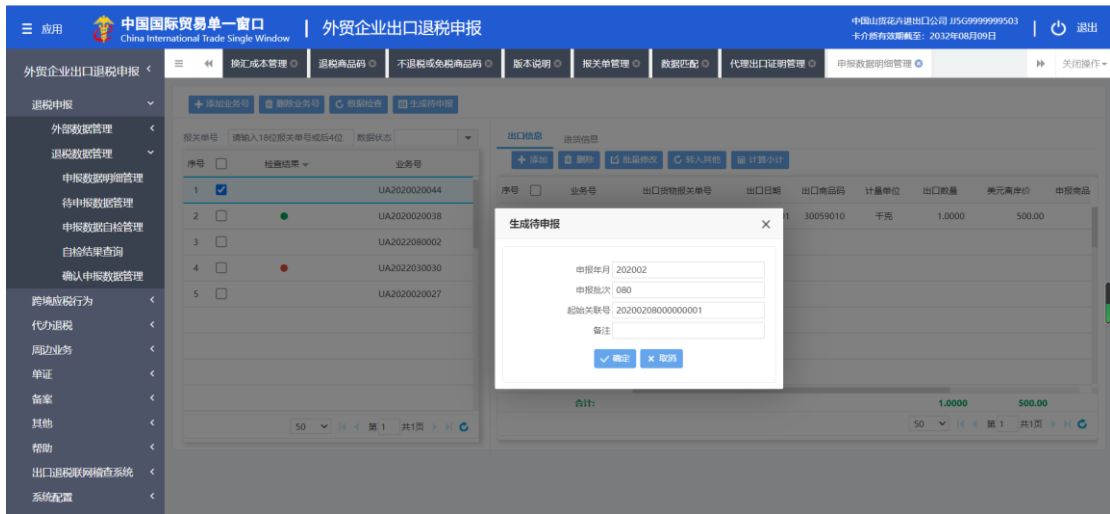 应用
中国国际贸易单一窗口
China International Trade Single Window
外贸企业出口退税申报
中国山货花卉进出口公司 JJ5G9999999503
卡介质有效期截至：2032年08月09日
退出
外贸企业出口退税申报
换汇成本管理
退税商品码
不退税或免税商品码
版本说明
报关单管理
数据匹配
代理出口证明管理
申报数据明细管理
关闭操作
退税申报
外部数据管理
退税数据管理
申报数据明细管理
待申报数据管理
申报数据自检管理
自检结果查询
确认申报数据管理
跨境应税行为
代办退税
周边业务
单证
备案
其他
帮助
出口退税联网稽查系统
系统配置
添加业务号 删除业务号 数据检查 生成待申报
报关单号 请输入18位报关单号或后4位 数据状态
序号 检查结果 业务号
1 UA2020020044
2 UA2020020038
3 UA2022080002
4 UA2022030030
5 UA2020020027
50 第 1 共1页
出口信息 进货信息
添加 删除 批量修改 转入其他 计算小计
序号 业务号 出口货物报关单号 出口日期 出口商品码 计量单位 出口数量 美元离岸价 申报商品
1 30059010 千克 1.0000 500.00
生成待申报
申报年月 202002
申报批次 080
起始关联号 20200208000000001
备注
确定 取消
合计: 1.0000 500.00
50 第 1 共1页